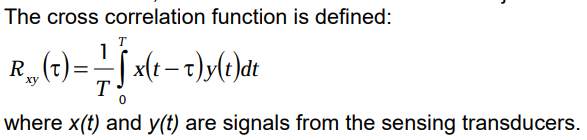 The cross correlation function is defined:
R_xy(τ) = 1/T ∫_0^T x(t − τ)y(t)dt
where x(t) and y(t) are signals from the sensing transducers.